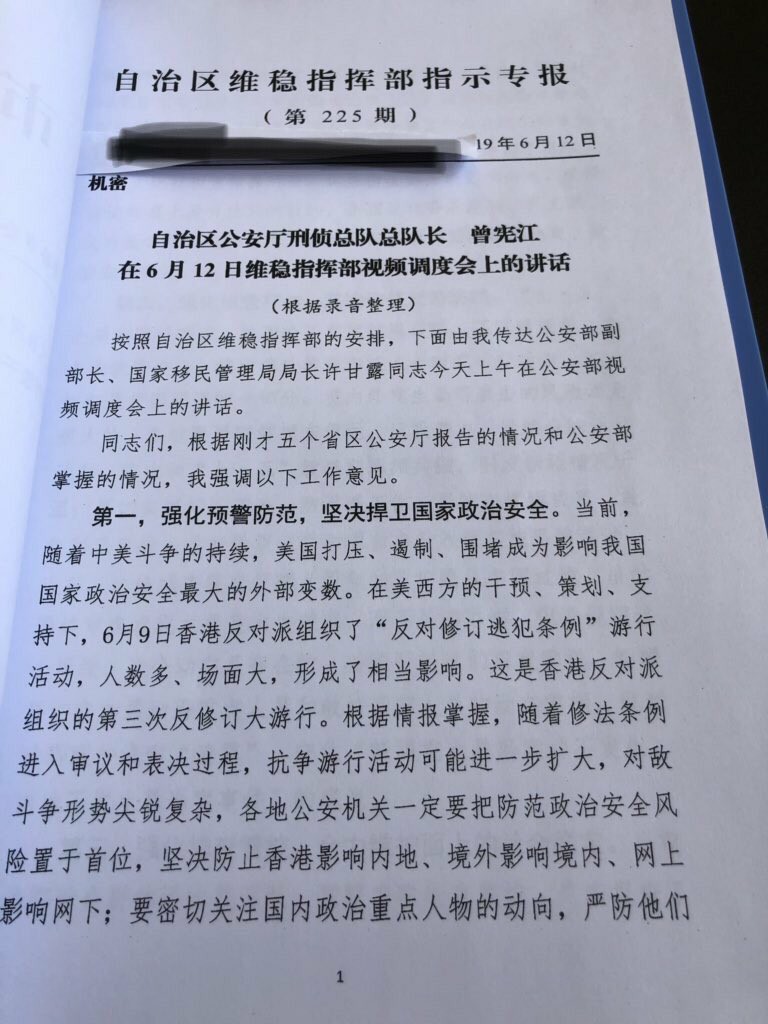 自治区维稳指挥部指示专报
（第 225 期）
19年6月12日
机密
自治区公安厅刑侦总队总队长 曾宪江
在6月12日维稳指挥部视频调度会上的讲话
（根据录音整理）
按照自治区维稳指挥部的安排，下面由我传达公安部副
部长、国家移民管理局局长许甘露同志今天上午在公安部视
频调度会上的讲话。
同志们，根据刚才五个省区公安厅报告的情况和公安部
掌握的情况，我强调以下工作意见。
第一，强化预警防范，坚决捍卫国家政治安全。当前，
随着中美斗争的持续，美国打压、遏制、围堵成为影响我国
国家政治安全最大的外部变数。在美西方的干预、策划、支
持下，6月9日香港反对派组织了“反对修订逃犯条例”游行
活动，人数多、场面大，形成了相当影响。这是香港反对派
组织的第三次反修订大游行。根据情报掌握，随着修法条例
进入审议和表决过程，抗争游行活动可能进一步扩大，对敌
斗争形势尖锐复杂，各地公安机关一定要把防范政治安全风
险置于首位，坚决防止香港影响内地、境外影响境内、网上
影响网下；要密切关注国内政治重点人物的动向，严防他们
1